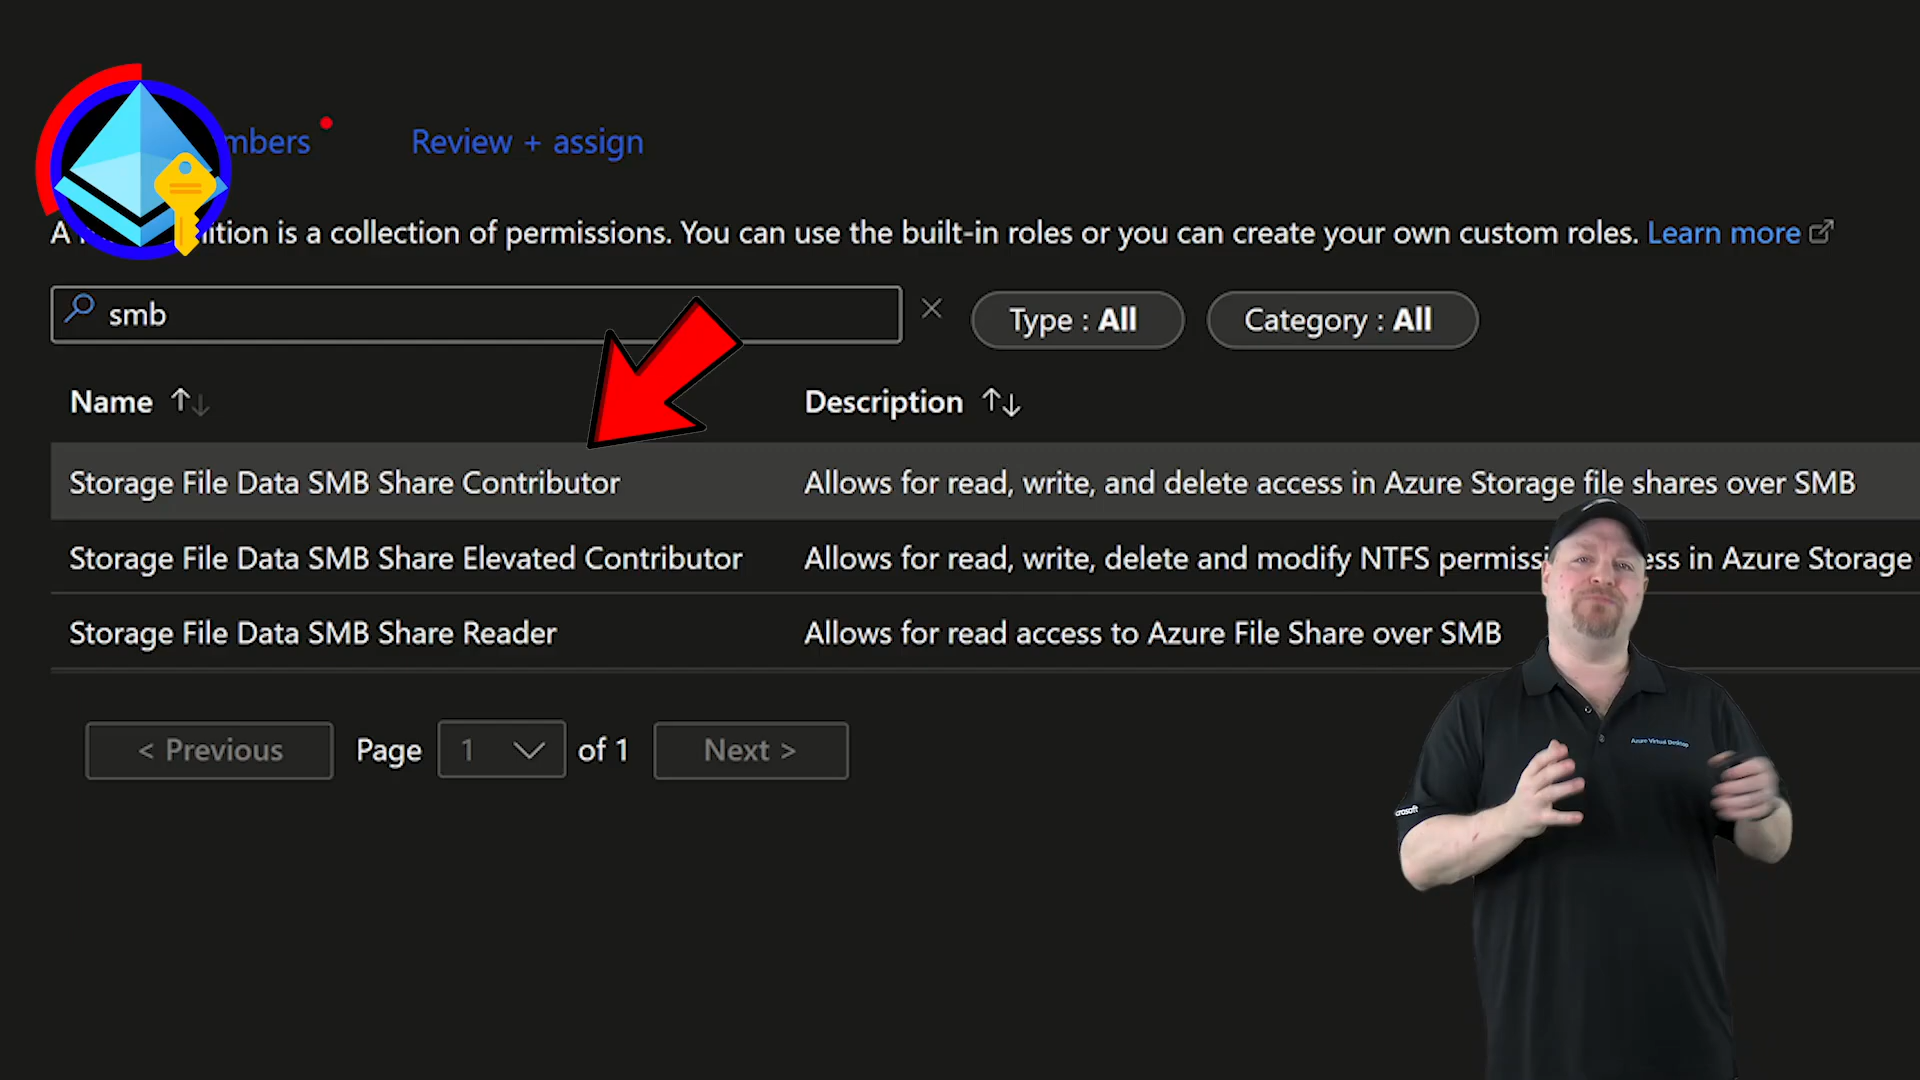 mbers
Review + assign
A ition is a collection of permissions. You can use the built-in roles or you can create your own custom roles. Learn more
smb
Type : All
Category : All
Name
Description
Storage File Data SMB Share Contributor
Allows for read, write, and delete access in Azure Storage file shares over SMB
Storage File Data SMB Share Elevated Contributor
Allows for read, write, delete and modify NTFS permissi ess in Azure Storage
Storage File Data SMB Share Reader
Allows for read access to Azure File Share over SMB
< Previous
Page 1 of 1
Next >
Azure Virtual Desktop
crosoft